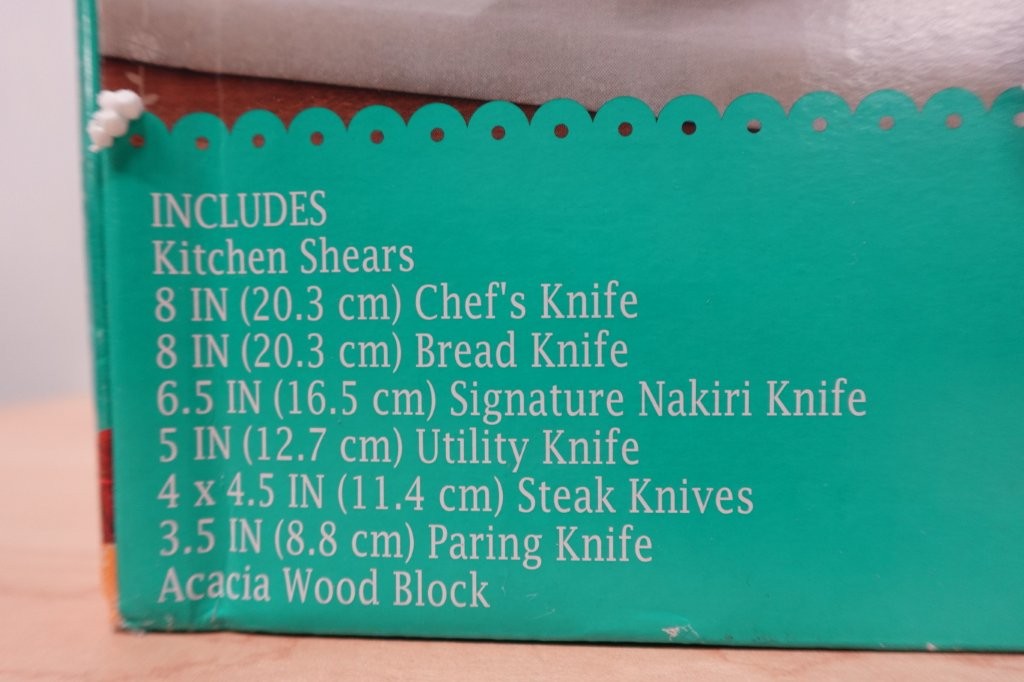 INCLUDES
Kitchen Shears
8 IN (20.3 cm) Chef's Knife
8 IN (20.3 cm) Bread Knife
6.5 IN (16.5 cm) Signature Nakiri Knife
5 IN (12.7 cm) Utility Knife
4 x 4.5 IN (11.4 cm) Steak Knives
3.5 IN (8.8 cm) Paring Knife
Acacia Wood Block